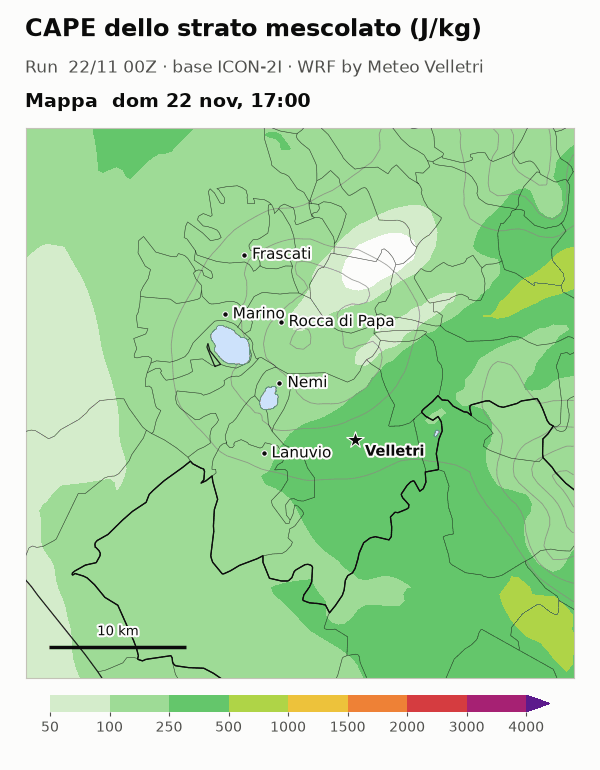 CAPE dello strato mescolato (J/kg)
Run  22/11 00Z · base ICON-2I · WRF by Meteo Velletri
Mappa  dom 22 nov, 17:00
Frascati
Marino
Rocca di Papa
Nemi
Velletri
Lanuvio
10 km
50 100 250 500 1000 1500 2000 3000 4000